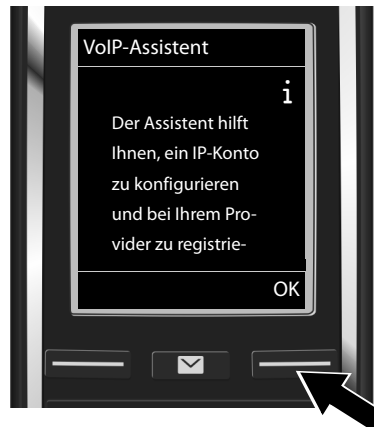 VoIP-Assistent
i
Der Assistent hilft
Ihnen, ein IP-Konto
zu konfigurieren
und bei Ihrem Pro-
vider zu registrie-
OK